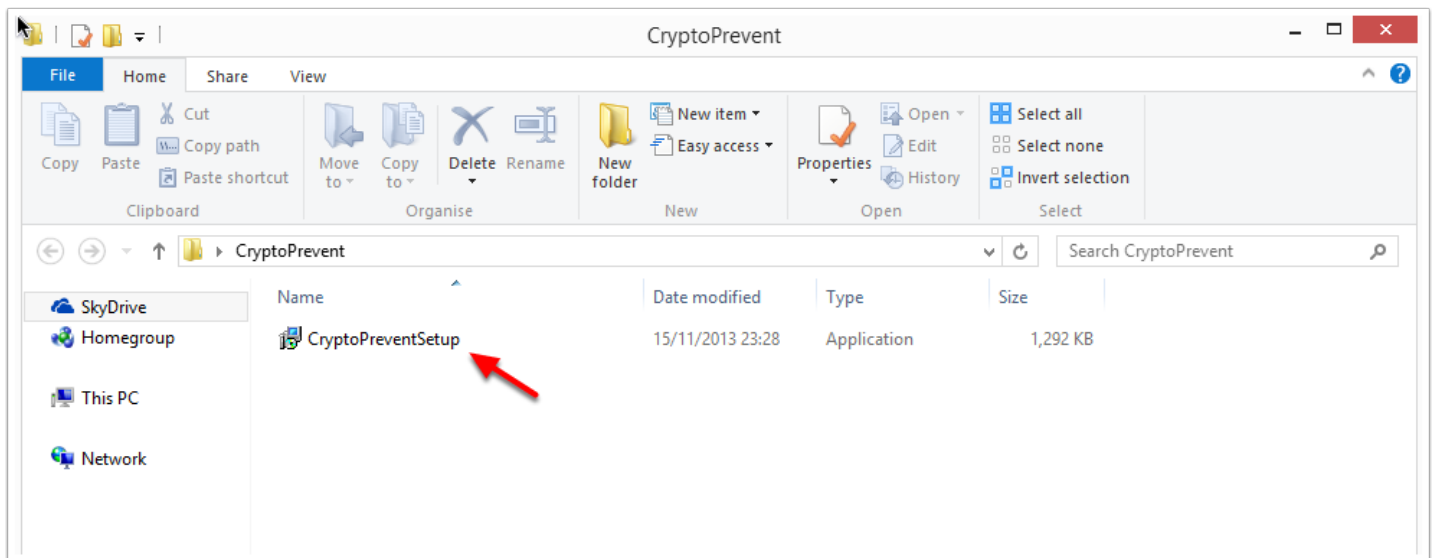 CryptoPrevent
File Home Share View
Copy
Paste
Cut
Copy path
Paste shortcut
Clipboard
Move to
Copy to
Delete
Rename
Organise
New folder
New item
Easy access
New
Properties
Open
Edit
History
Open
Select all
Select none
Invert selection
Select
CryptoPrevent
Search CryptoPrevent
SkyDrive
Homegroup
This PC
Network
Name Date modified Type Size
CryptoPreventSetup 15/11/2013 23:28 Application 1,292 KB